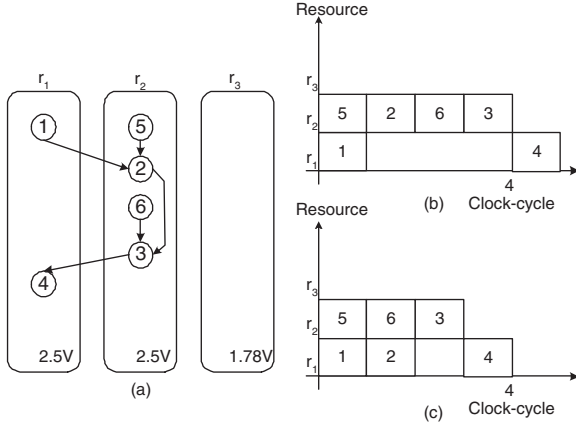 r1 r2 r3
1
5
2
6
3
4
2.5V 2.5V 1.78V
(a)
Resource
r3
r2
r1
5 2 6 3
1 4
4
(b) Clock-cycle
Resource
r3
r2
r1
5 6 3
1 2 4
4
Clock-cycle
(c)